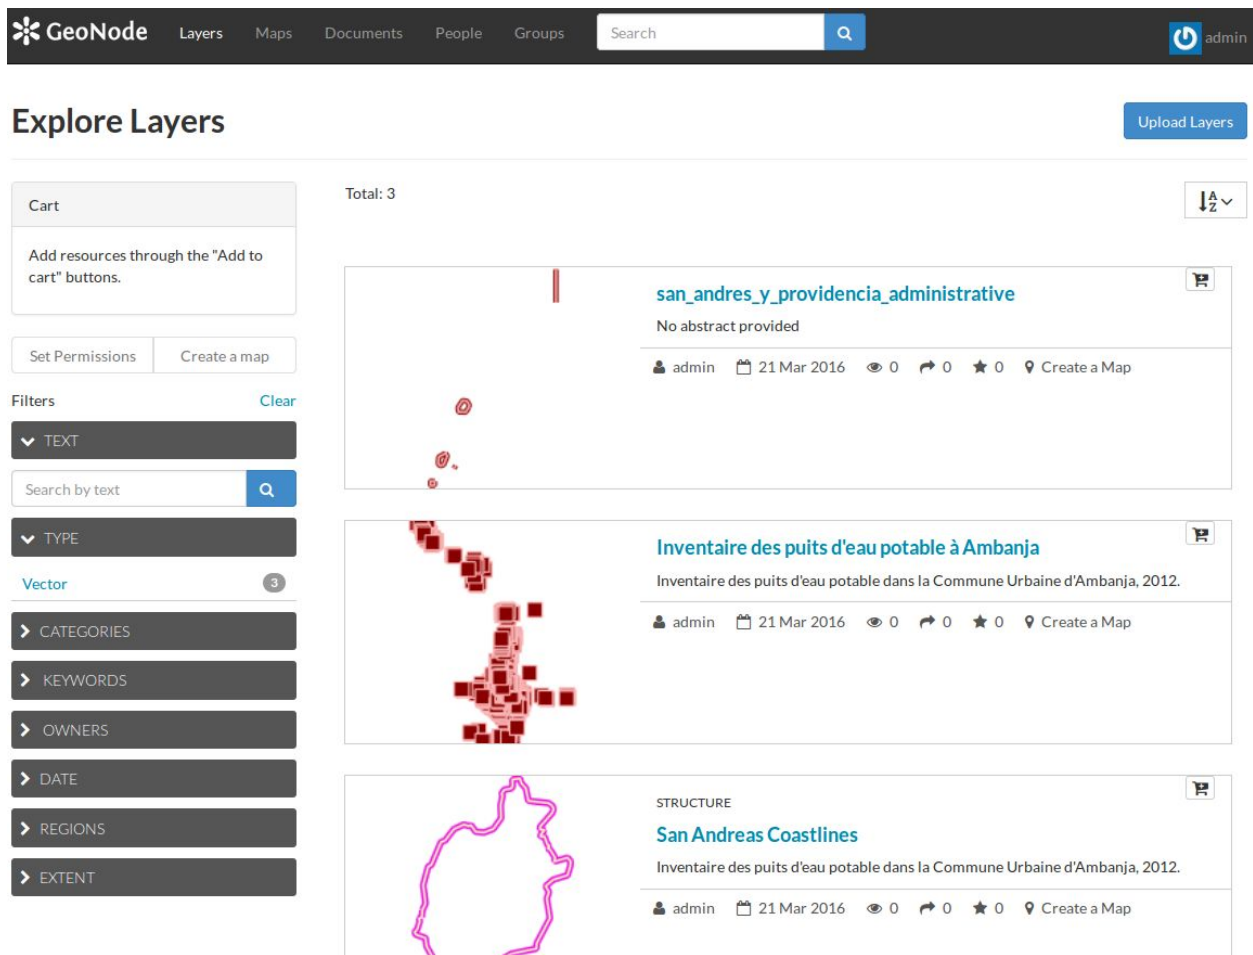 GeoNode Layers Maps Documents People Groups Search admin
Explore Layers
Upload Layers
Cart
Add resources through the "Add to
cart" buttons.
Set Permissions Create a map
Filters Clear
TEXT
Search by text
TYPE
Vector 3
CATEGORIES
KEYWORDS
OWNERS
DATE
REGIONS
EXTENT
Total: 3
A
Z
san_andres_y_providencia_administrative
No abstract provided
admin 21 Mar 2016 0 0 0 Create a Map
Inventaire des puits d'eau potable à Ambanja
Inventaire des puits d'eau potable dans la Commune Urbaine d'Ambanja, 2012.
admin 21 Mar 2016 0 0 0 Create a Map
STRUCTURE
San Andreas Coastlines
Inventaire des puits d'eau potable dans la Commune Urbaine d'Ambanja, 2012.
admin 21 Mar 2016 0 0 0 Create a Map